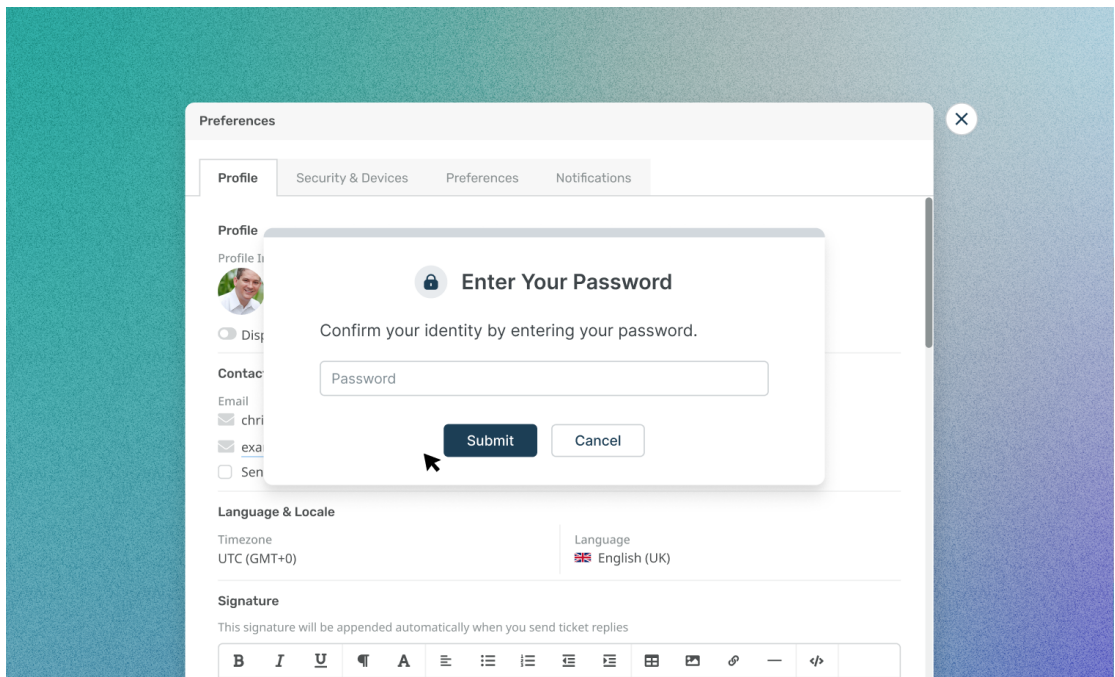 Preferences
Profile Security & Devices Preferences Notifications
Profile
Enter Your Password
Confirm your identity by entering your password.
Password
Submit Cancel
Email
Language & Locale
Timezone Language
UTC (GMT+0) English (UK)
Signature
This signature will be appended automatically when you send ticket replies
B I U ¶ A </>